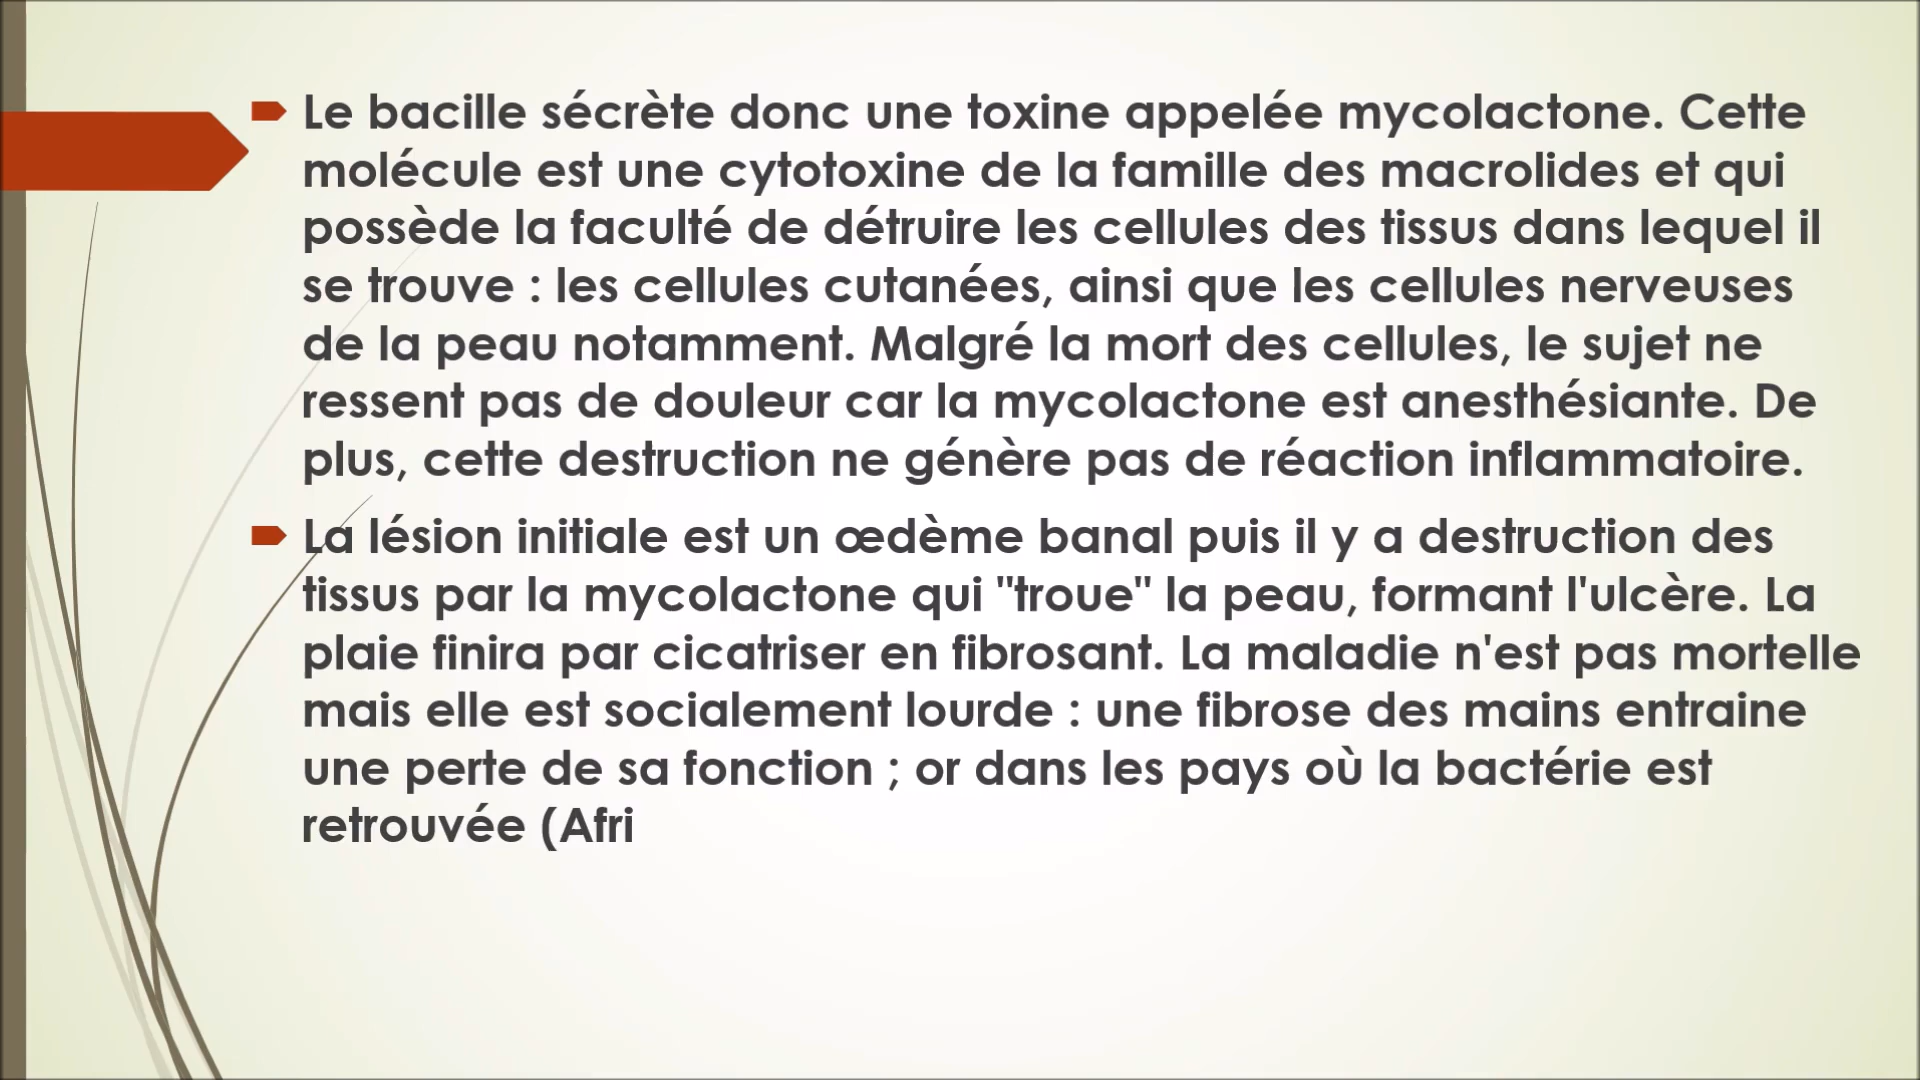 Le bacille sécrète donc une toxine appelée mycolactone. Cette
molécule est une cytotoxine de la famille des macrolides et qui
possède la faculté de détruire les cellules des tissus dans lequel il
se trouve : les cellules cutanées, ainsi que les cellules nerveuses
de la peau notamment. Malgré la mort des cellules, le sujet ne
ressent pas de douleur car la mycolactone est anesthésiante. De
plus, cette destruction ne génère pas de réaction inflammatoire.
La lésion initiale est un œdème banal puis il y a destruction des
tissus par la mycolactone qui "troue" la peau, formant l'ulcère. La
plaie finira par cicatriser en fibrosant. La maladie n'est pas mortelle
mais elle est socialement lourde : une fibrose des mains entraine
une perte de sa fonction ; or dans les pays où la bactérie est
retrouvée (Afri